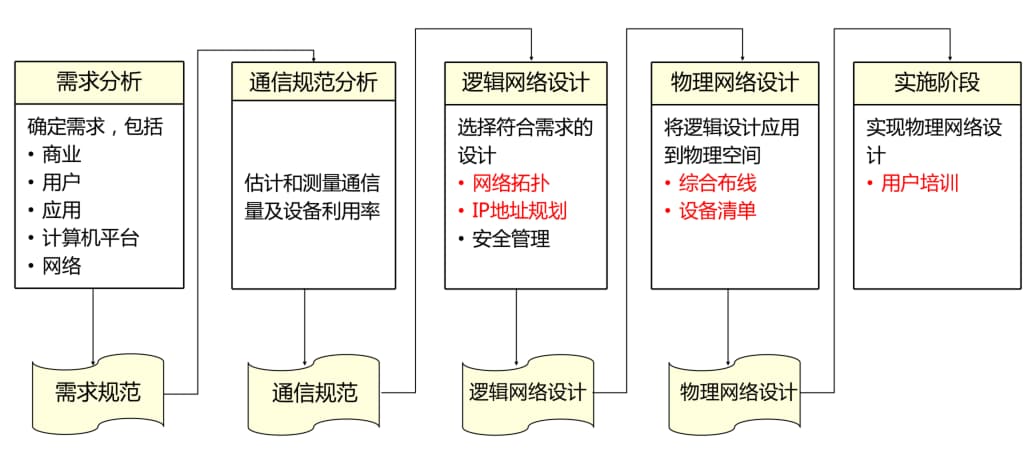 需求分析
确定需求，包括
• 商业
• 用户
• 应用
• 计算机平台
• 网络
需求规范
通信规范分析
估计和测量通信
量及设备利用率
通信规范
逻辑网络设计
选择符合需求的
设计
• 网络拓扑
• IP地址规划
• 安全管理
逻辑网络设计
物理网络设计
将逻辑设计应用
到物理空间
• 综合布线
• 设备清单
物理网络设计
实施阶段
实现物理网络设
计
• 用户培训